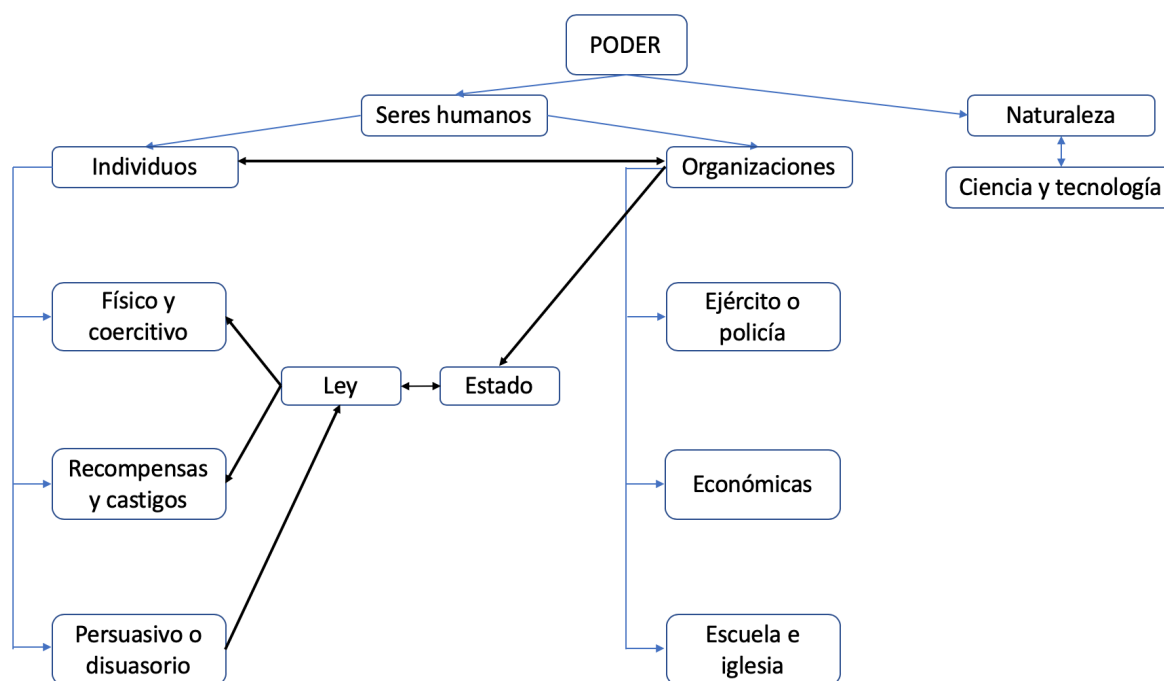 PODER
Seres humanos
Naturaleza
Individuos
Organizaciones
Ciencia y tecnología
Físico y
coercitivo
Ejército o
policía
Ley
Estado
Recompensas
y castigos
Económicas
Persuasivo o
disuasorio
Escuela e
iglesia